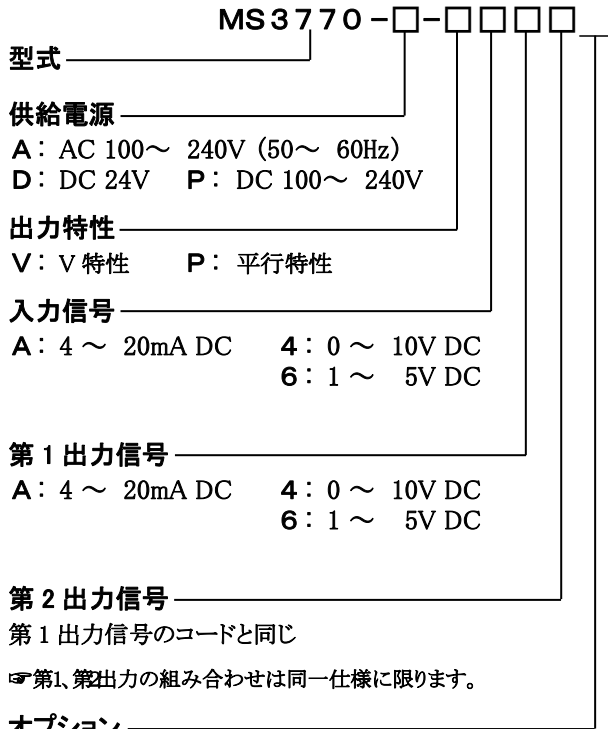 MS3770-□-□□□□
型式
供給電源
A: AC 100～ 240V (50～ 60Hz)
D: DC 24V P: DC 100～ 240V
出力特性
V: V 特性 P: 平行特性
入力信号
A: 4 ～ 20mA DC 4: 0 ～ 10V DC
6: 1 ～ 5V DC
第 1 出力信号
A: 4 ～ 20mA DC 4: 0 ～ 10V DC
6: 1 ～ 5V DC
第 2 出力信号
第 1 出力信号のコードと同じ
☞第1、第2出力の組み合わせは同一仕様に限ります。
オプション